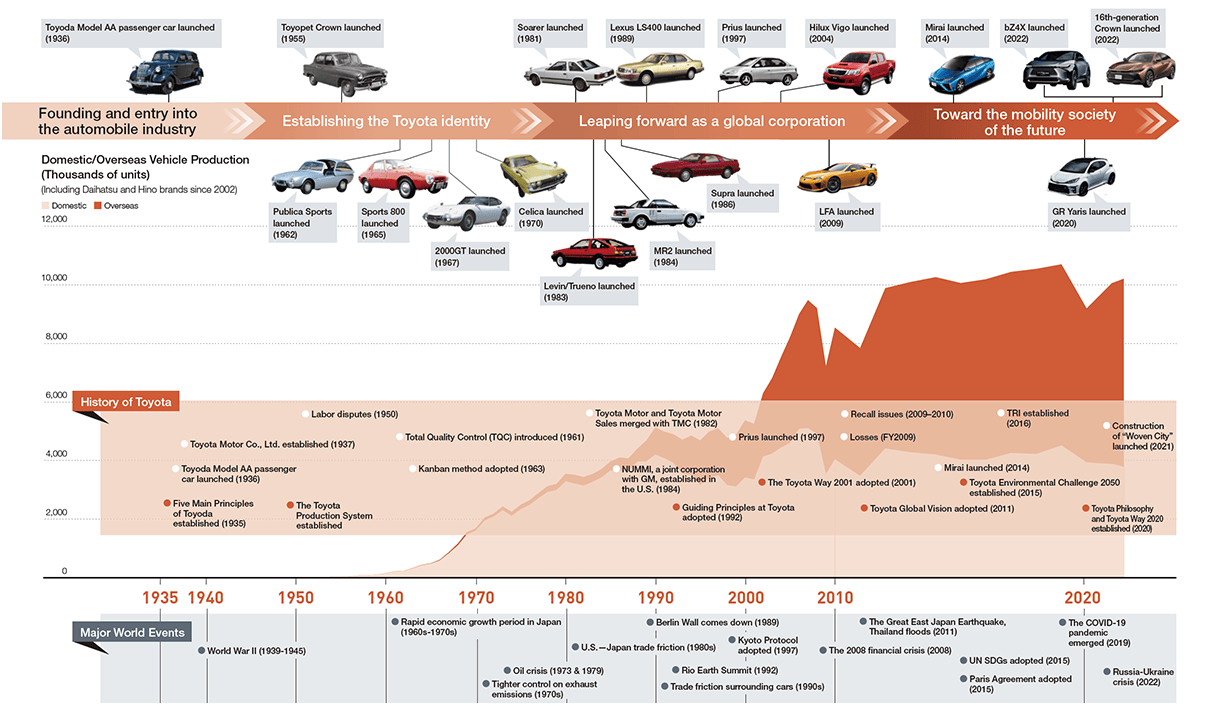 Toyoda Model AA passenger car launched
(1936)
Toyopet Crown launched
(1955)
Soarer launched
(1981)
Lexus LS400 launched
(1989)
Prius launched
(1997)
Hilux Vigo launched
(2004)
Mirai launched
(2014)
bZ4X launched
(2022)
16th-generation
Crown launched
(2022)
Founding and entry into
the automobile industry
Establishing the Toyota identity
Leaping forward as a global corporation
Toward the mobility society
of the future
Domestic/Overseas Vehicle Production
(Thousands of units)
(Including Daihatsu and Hino brands since 2002)
Domestic
Overseas
Publica Sports
launched
(1962)
Sports 800
launched
(1965)
2000GT launched
(1967)
Celica launched
(1970)
Levin/Trueno launched
(1983)
MR2 launched
(1984)
Supra launched
(1986)
LFA launched
(2009)
GR Yaris launched
(2020)
12,000
10,000
8,000
6,000
4,000
2,000
0
History of Toyota
Labor disputes (1950)
Toyota Motor and Toyota Motor
Sales merged with TMC (1982)
Recall issues (2009–2010)
TRI established
(2016)
Construction
of "Woven City"
launched (2021)
Toyota Motor Co., Ltd. established (1937)
Total Quality Control (TQC) introduced (1961)
Prius launched (1997)
Losses (FY2009)
Toyoda Model AA passenger
car launched (1936)
Kanban method adopted (1963)
NUMMI, a joint corporation
with GM, established in
the U.S. (1984)
Mirai launched (2014)
The Toyota Way 2001 adopted (2001)
Toyota Environmental Challenge 2050
established (2015)
Five Main Principles
of Toyoda
established (1935)
The Toyota
Production System
established
Guiding Principles at Toyota
adopted (1992)
Toyota Global Vision adopted (2011)
Toyota Philosophy
and Toyota Way 2020
established (2020)
1935
1940
1950
1960
1970
1980
1990
2000
2010
2020
Major World Events
World War II (1939-1945)
Rapid economic growth period in Japan
(1960s-1970s)
Oil crisis (1973 & 1979)
Tighter control on exhaust
emissions (1970s)
U.S.—Japan trade friction (1980s)
Berlin Wall comes down (1989)
Rio Earth Summit (1992)
Trade friction surrounding cars (1990s)
Kyoto Protocol
adopted (1997)
The 2008 financial crisis (2008)
The Great East Japan Earthquake,
Thailand floods (2011)
UN SDGs adopted (2015)
Paris Agreement adopted
(2015)
The COVID-19
pandemic
emerged (2019)
Russia-Ukraine
crisis (2022)